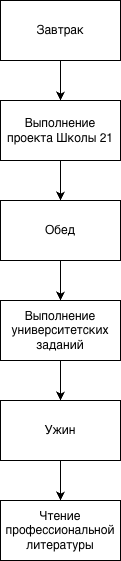 Завтрак
Выполнение
проекта Школы 21
Обед
Выполнение
университетских
заданий
Ужин
Чтение
профессиональной
литературы